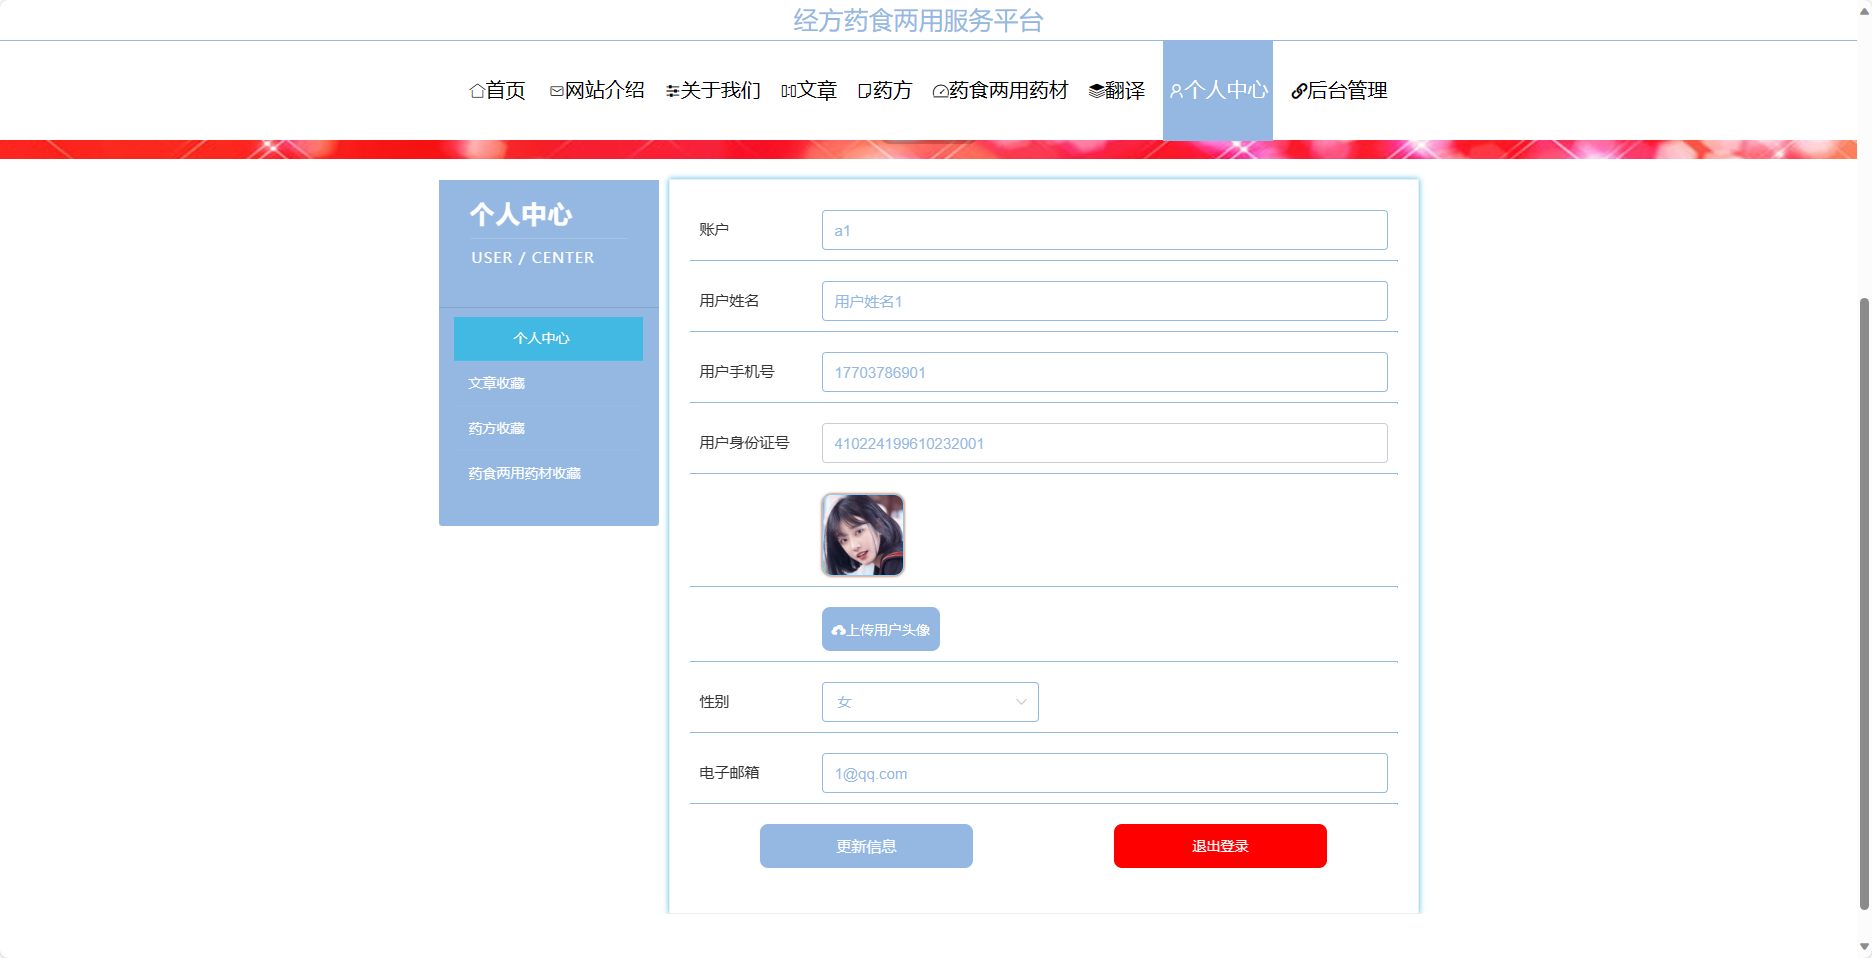 经方药食两用服务平台
首页 网站介绍 关于我们 文章 药方 药食两用药材 翻译 个人中心 后台管理
个人中心
USER / CENTER
个人中心
文章收藏
药方收藏
药食两用药材收藏
账户 a1
用户姓名 用户姓名1
用户手机号 17703786901
用户身份证号 410224199610232001
上传用户头像
性别 女
电子邮箱 1@qq.com
更新信息 退出登录